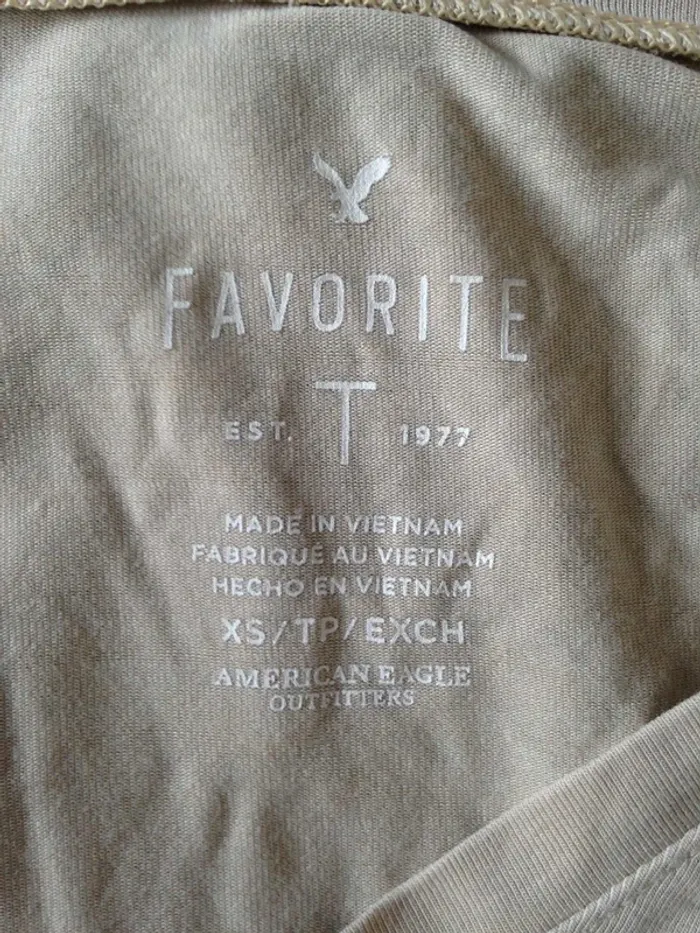 FAVORITE
EST. T 1977
MADE IN VIETNAM
FABRIQUÉ AU VIETNAM
HECHO EN VIETNAM
XS/TP/EXCH
AMERICAN EAGLE
OUTFITTERS